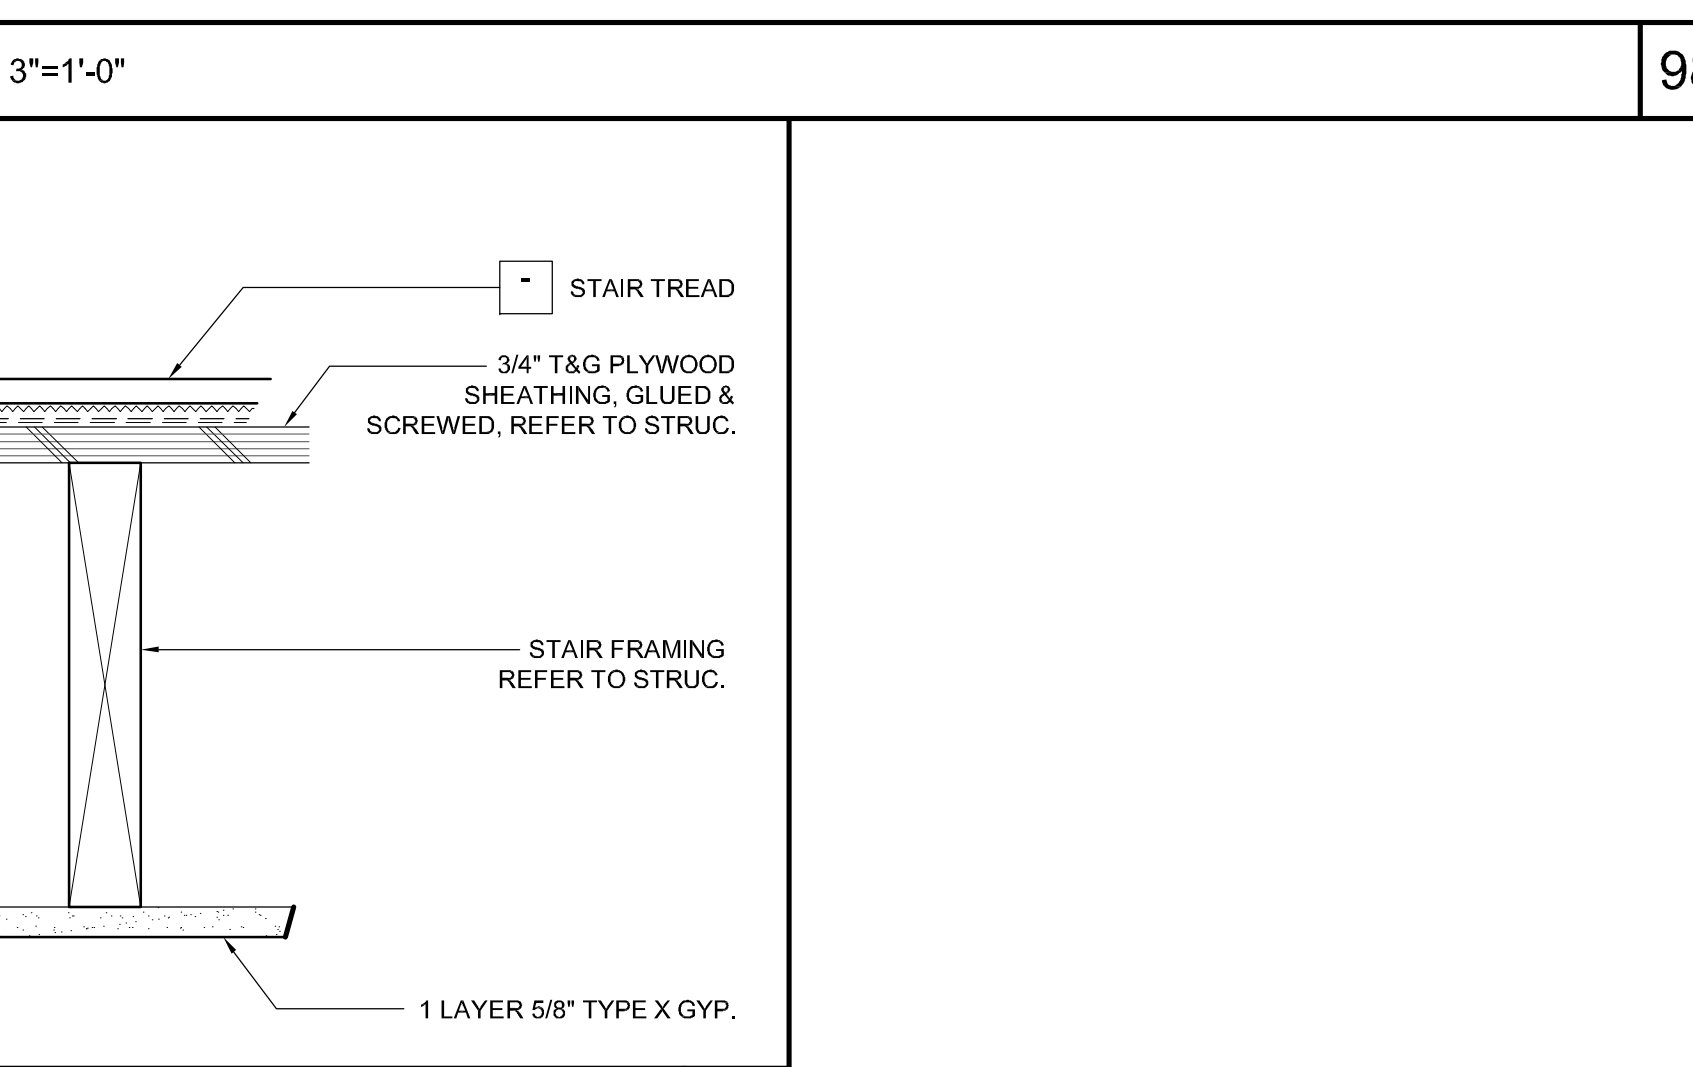 3"=1'-0"
- STAIR TREAD
3/4" T&G PLYWOOD
SHEATHING, GLUED &
SCREWED, REFER TO STRUC.
STAIR FRAMING
REFER TO STRUC.
1 LAYER 5/8" TYPE X GYP.